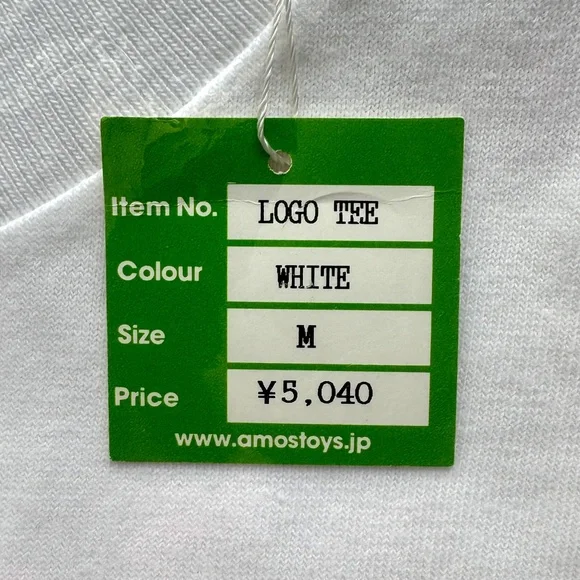 Item No. LOGO TEE
Colour WHITE
Size M
Price ¥5,040
www.amostoys.jp